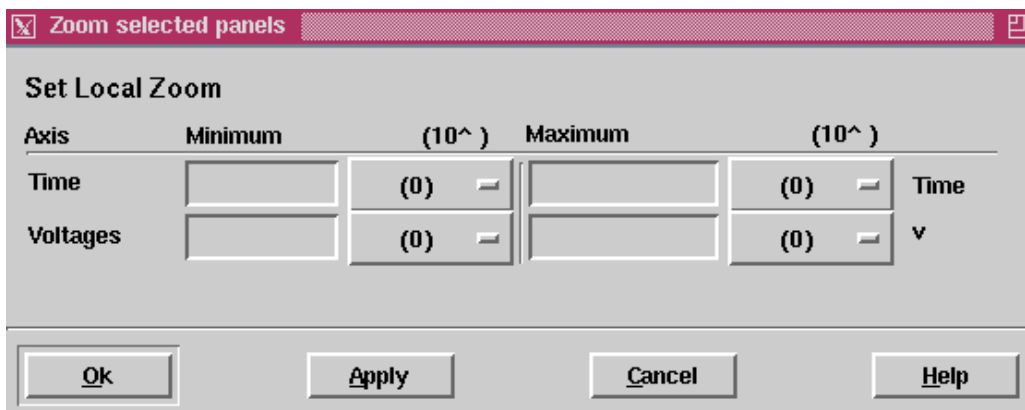 Zoom selected panels
Set Local Zoom
Axis Minimum (10^ ) Maximum (10^ )
Time (0) (0) Time
Voltages (0) (0) v
Ok Apply Cancel Help